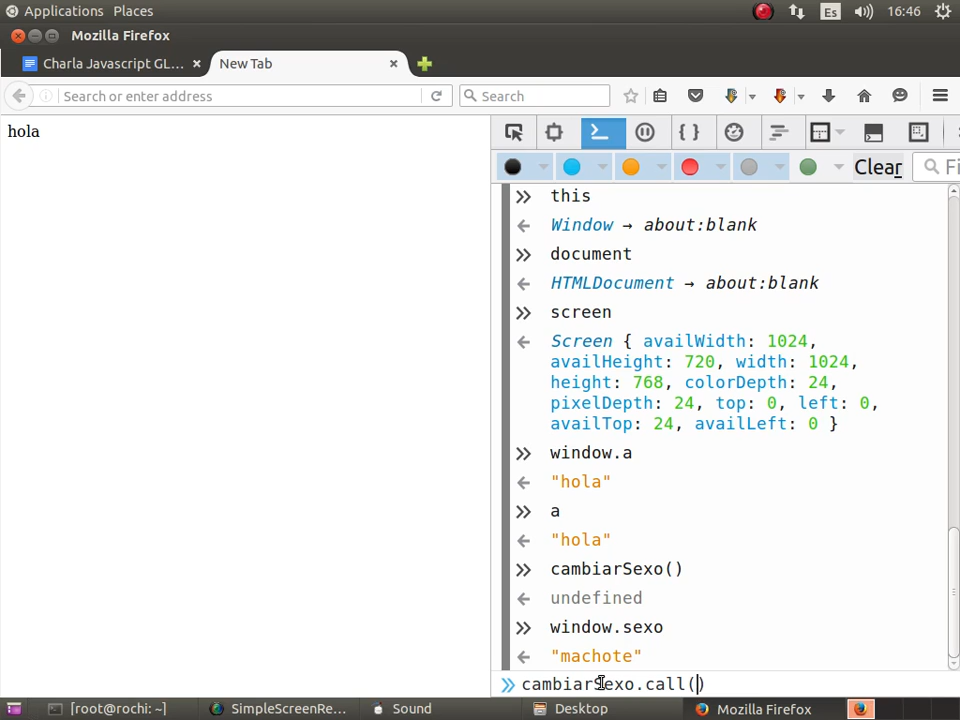 Applications Places Es 16:46
Mozilla Firefox
Charla Javascript GL... × New Tab ×
Search or enter address Search
hola
Clear Fi
» this
← Window → about:blank
» document
← HTMLDocument → about:blank
» screen
← Screen { availWidth: 1024,
availHeight: 720, width: 1024,
height: 768, colorDepth: 24,
pixelDepth: 24, top: 0, left: 0,
availTop: 24, availLeft: 0 }
» window.a
← "hola"
» a
← "hola"
» cambiarSexo()
← undefined
» window.sexo
← "machote"
» cambiarSexo.call()
[root@rochi: ~] SimpleScreenRe... Sound Desktop Mozilla Firefox